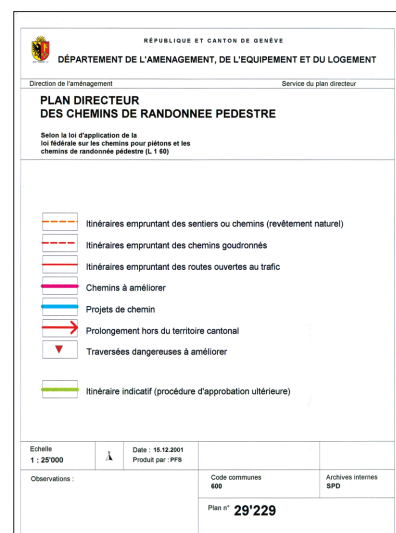 RÉPUBLIQUE ET CANTON DE GENÈVE
DÉPARTEMENT DE L'AMENAGEMENT, DE L'EQUIPEMENT ET DU LOGEMENT
Direction de l'aménagement
Service du plan directeur
PLAN DIRECTEUR
DES CHEMINS DE RANDONNEE PEDESTRE
Selon la loi d'application de la
loi fédérale sur les chemins pour piétons et les
chemins de randonnée pédestre (L 1 60)
Itinéraires empruntant des sentiers ou chemins (revêtement naturel)
Itinéraires empruntant des chemins goudronnés
Itinéraires empruntant des routes ouvertes au trafic
Chemins à améliorer
Projets de chemin
Prolongement hors du territoire cantonal
Traversées dangereuses à améliorer
Itinéraire indicatif (procédure d'approbation ultérieure)
Echelle
1 : 25'000
Date : 15.12.2001
Produit par : PFS
Observations :
Code communes
600
Archives internes
SPD
Plan n° 29'229